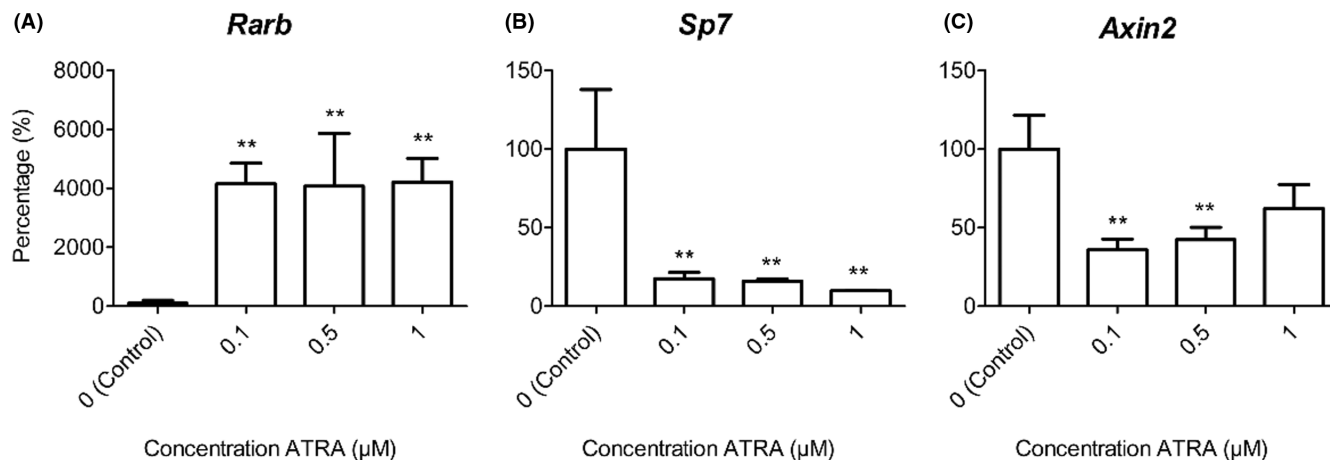 (A) Rarb
Percentage (%)
8000
6000
4000
2000
0
** ** **
0 (Control) 0.1 0.5 1
Concentration ATRA (µM)
(B) Sp7
150
100
50
0
** ** **
0 (Control) 0.1 0.5 1
Concentration ATRA (µM)
(C) Axin2
150
100
50
0
** **
0 (Control) 0.1 0.5 1
Concentration ATRA (µM)